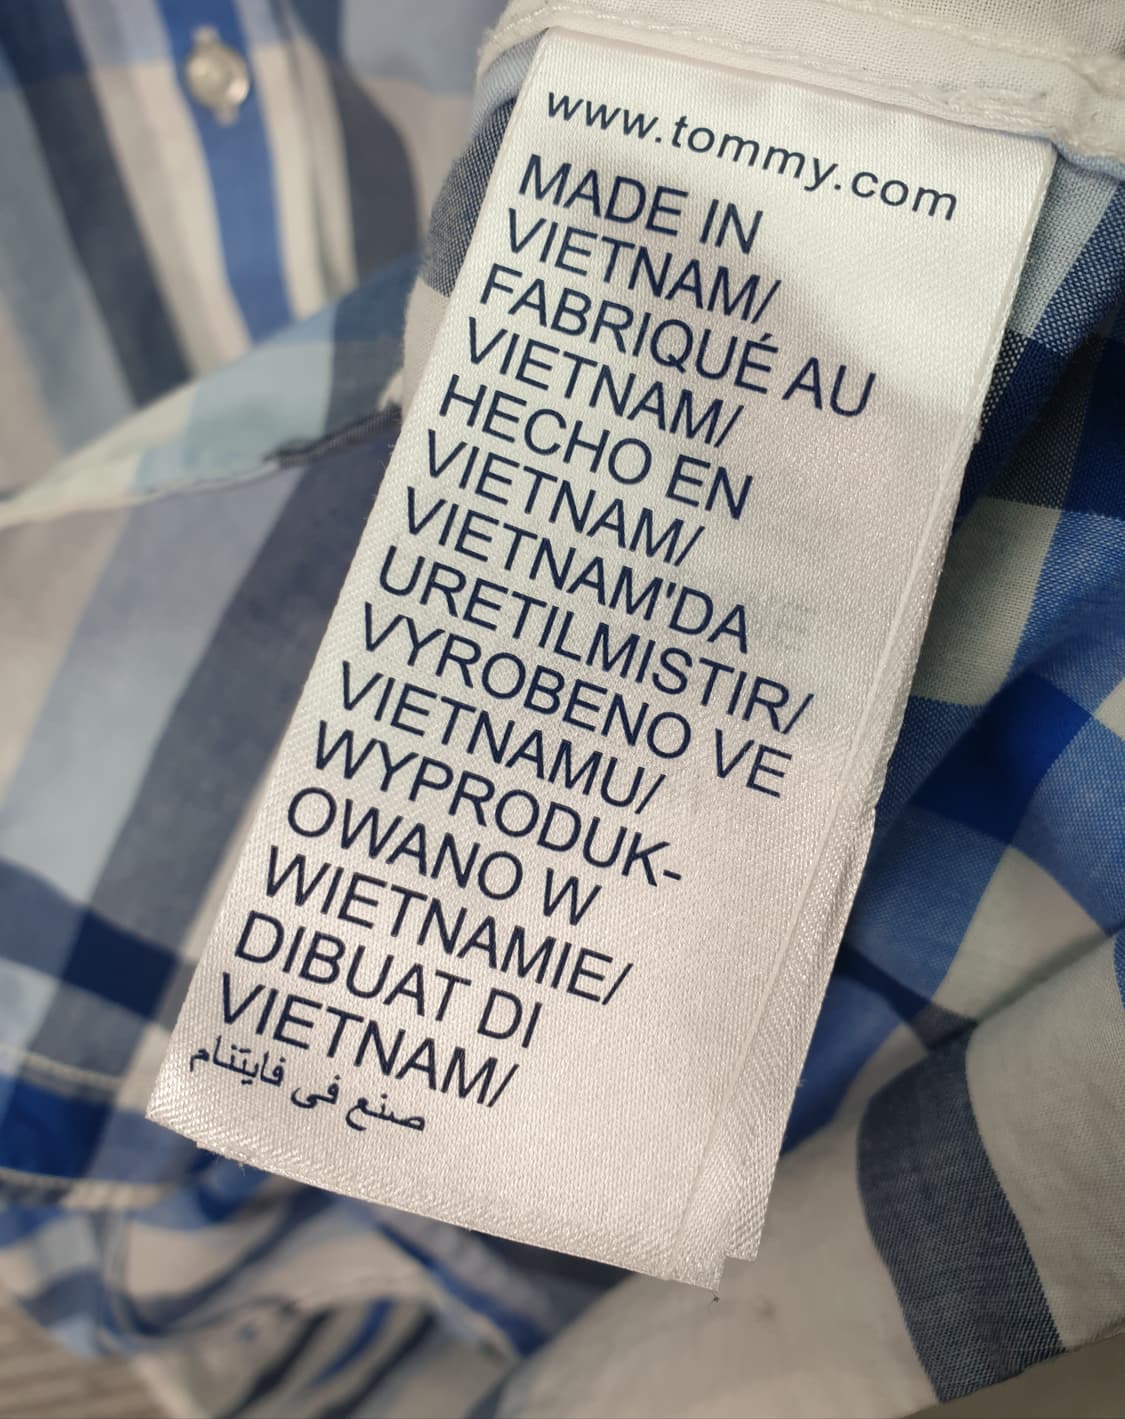 www.tommy.com
MADE IN
VIETNAM/
FABRIQUÉ AU
VIETNAM/
HECHO EN
VIETNAM/
VIETNAM'DA
URETILMISTIR/
VYROBENO VE
VIETNAMU/
WYPRODUK-
OWANO W
WIETNAMIE/
DIBUAT DI
VIETNAM/
صنع فى فايتنام